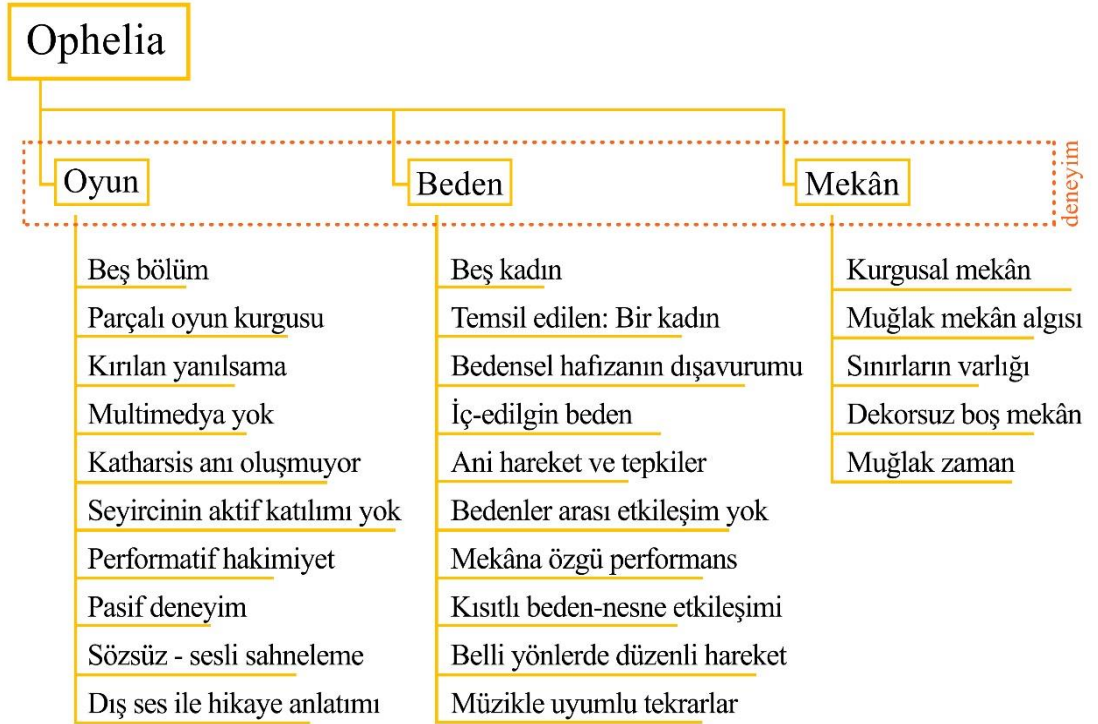 Ophelia
deneyim
Oyun
Beş bölüm
Parçalı oyun kurgusu
Kırılan yanılsama
Multimedya yok
Katharsis anı oluşmuyor
Seyircinin aktif katılımı yok
Performatif hakimiyet
Pasif deneyim
Sözsüz - sesli sahneleme
Dış ses ile hikaye anlatımı
Beden
Beş kadın
Temsil edilen: Bir kadın
Bedensel hafızanın dışavurumu
İç-edilgin beden
Ani hareket ve tepkiler
Bedenler arası etkileşim yok
Mekâna özgü performans
Kısıtlı beden-nesne etkileşimi
Belli yönlerde düzenli hareket
Müzikle uyumlu tekrarlar
Mekân
Kurgusal mekân
Muğlak mekân algısı
Sınırların varlığı
Dekorsuz boş mekân
Muğlak zaman